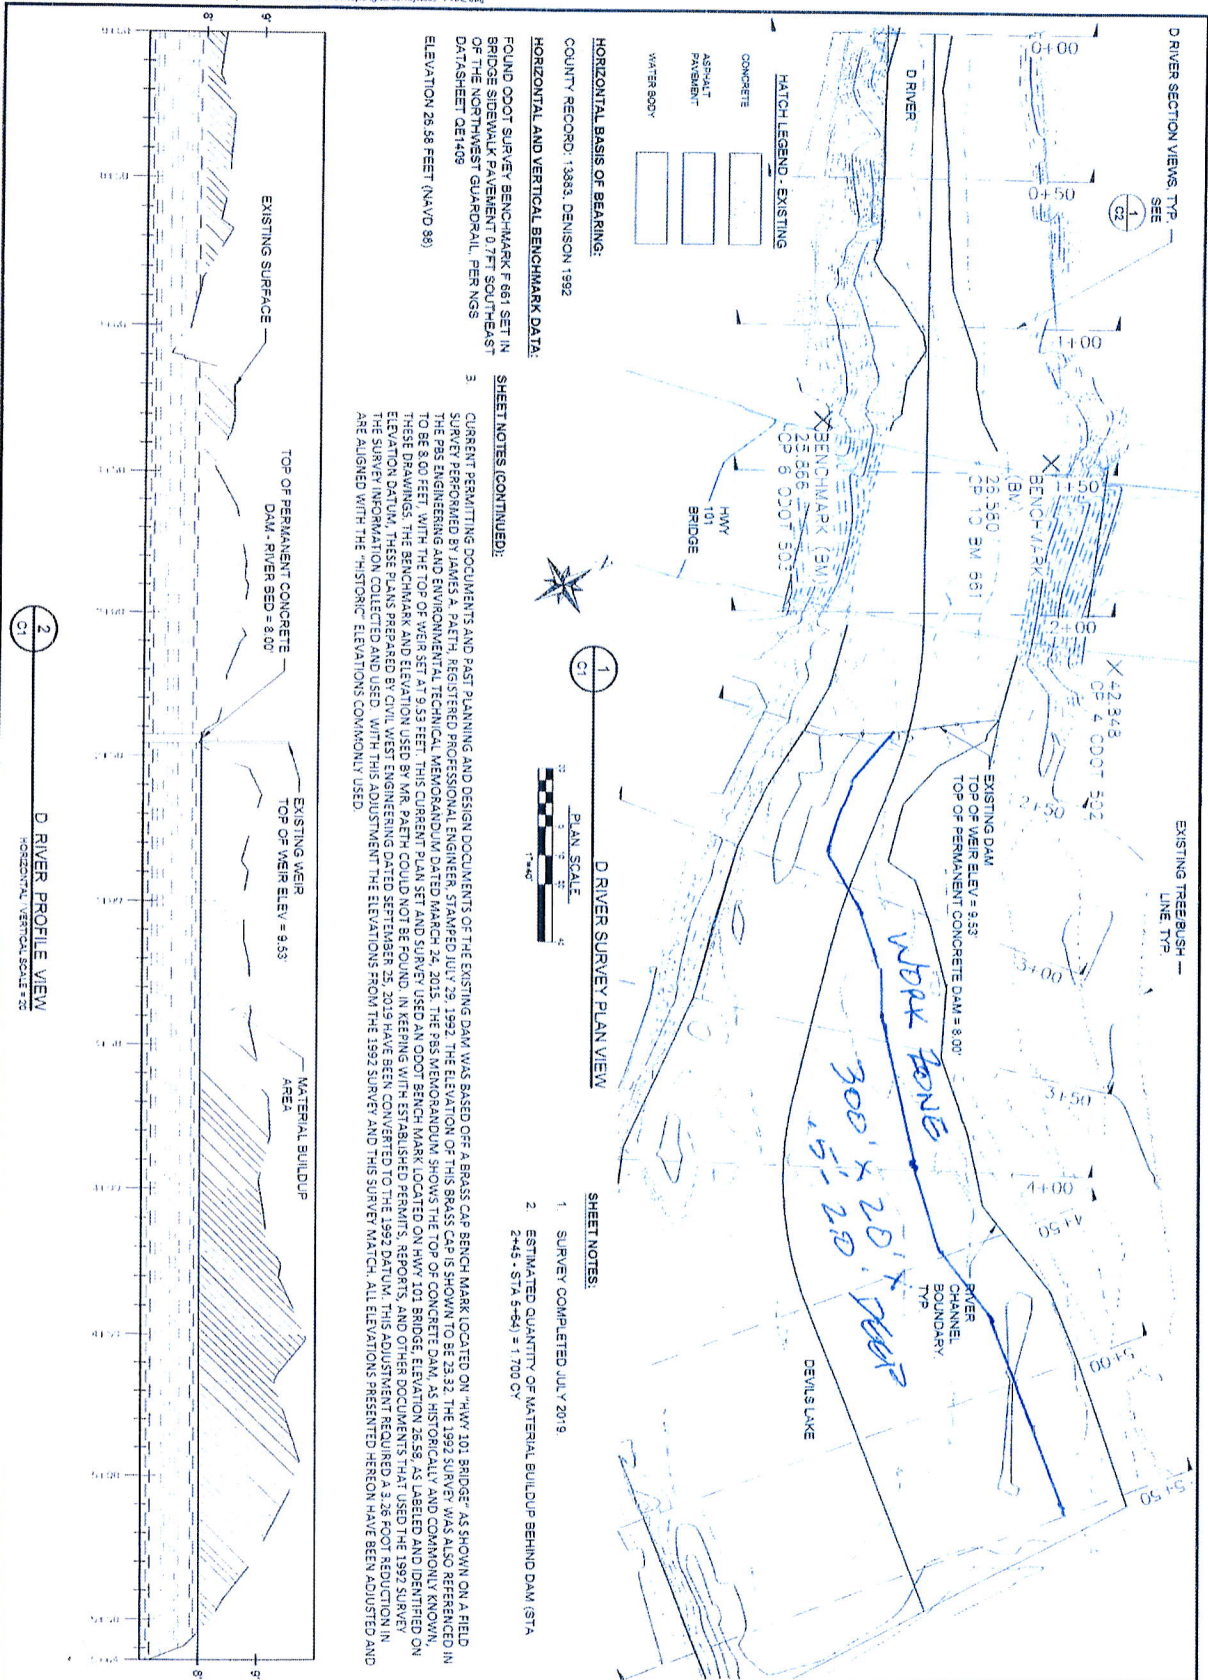 D RIVER SECTION VIEWS, TYP.
SEE
1
C2
EXISTING TREE/BUSH
LINE, TYP.
0+00
0+50
1+00
1+50
2+00
2+50
3+00
3+50
4+00
4+50
5+00
5+50
D RIVER
BENCHMARK
(BM)
26.580
CP 10 BM 661
42.848
CP 4 ODOT 502
BENCHMARK (BM)
25.866
CP 6 ODOT 503
HWY
101
BRIDGE
EXISTING DAM
TOP OF WEIR ELEV = 9.53'
TOP OF PERMANENT CONCRETE DAM = 8.00'
WORK ZONE
300' X 20' X
.5'- 2.0' DEEP
RIVER
CHANNEL
BOUNDARY,
TYP
DEVILS LAKE
HATCH LEGEND - EXISTING
CONCRETE
ASPHALT
PAVEMENT
WATER BODY
1
C1
D RIVER SURVEY PLAN VIEW
PLAN SCALE
1"=40'
HORIZONTAL BASIS OF BEARING:
COUNTY RECORD: 13883, DENISON 1992
HORIZONTAL AND VERTICAL BENCHMARK DATA:
FOUND ODOT SURVEY BENCHMARK F 661 SET IN
BRIDGE SIDEWALK PAVEMENT 0.7FT SOUTHEAST
OF THE NORTHWEST GUARDRAIL, PER NGS
DATASHEET QE1409
ELEVATION 26.58 FEET (NAVD 88)
SHEET NOTES:
1. SURVEY COMPLETED JULY 2019.
2. ESTIMATED QUANTITY OF MATERIAL BUILDUP BEHIND DAM (STA
2+45 - STA 5+64) = 1,700 CY
SHEET NOTES (CONTINUED):
3. CURRENT PERMITTING DOCUMENTS AND PAST PLANNING AND DESIGN DOCUMENTS OF THE EXISTING DAM WAS BASED OFF A BRASS CAP BENCH MARK LOCATED ON "HWY 101 BRIDGE" AS SHOWN ON A FIELD
SURVEY PERFORMED BY JAMES A. PAETH, REGISTERED PROFESSIONAL ENGINEER, STAMPED JULY 29, 1992. THE ELEVATION OF THIS BRASS CAP IS SHOWN TO BE 23.32. THE 1992 SURVEY WAS ALSO REFERENCED IN
THE PBS ENGINEERING AND ENVIRONMENTAL TECHNICAL MEMORANDUM DATED MARCH 24, 2015. THE PBS MEMORANDUM SHOWS THE TOP OF CONCRETE DAM, AS HISTORICALLY AND COMMONLY KNOWN,
TO BE 8.00 FEET, WITH THE TOP OF WEIR SET AT 9.53 FEET. THIS CURRENT PLAN SET AND SURVEY USED AN ODOT BENCH MARK LOCATED ON HWY 101 BRIDGE, ELEVATION 26.58, AS LABELED AND IDENTIFIED ON
THESE DRAWINGS. THE BENCHMARK AND ELEVATION USED BY MR. PAETH COULD NOT BE FOUND. IN KEEPING WITH ESTABLISHED PERMITS, REPORTS, AND OTHER DOCUMENTS THAT USED THE 1992 SURVEY
ELEVATION DATUM, THESE PLANS PREPARED BY CIVIL WEST ENGINEERING DATED SEPTEMBER 25, 2019 HAVE BEEN CONVERTED TO THE 1992 DATUM. THIS ADJUSTMENT REQUIRED A 3.26 FOOT REDUCTION IN
THE SURVEY INFORMATION COLLECTED AND USED. WITH THIS ADJUSTMENT THE ELEVATIONS FROM THE 1992 SURVEY AND THIS SURVEY MATCH. ALL ELEVATIONS PRESENTED HEREON HAVE BEEN ADJUSTED AND
ARE ALIGNED WITH THE "HISTORIC" ELEVATIONS COMMONLY USED.
9'
8'
EXISTING SURFACE
TOP OF PERMANENT CONCRETE
DAM - RIVER BED = 8.00'
EXISTING WEIR
TOP OF WEIR ELEV = 9.53'
MATERIAL BUILDUP
AREA
9'
8'
2
C1
D RIVER PROFILE VIEW
HORIZONTAL / VERTICAL SCALE = 20